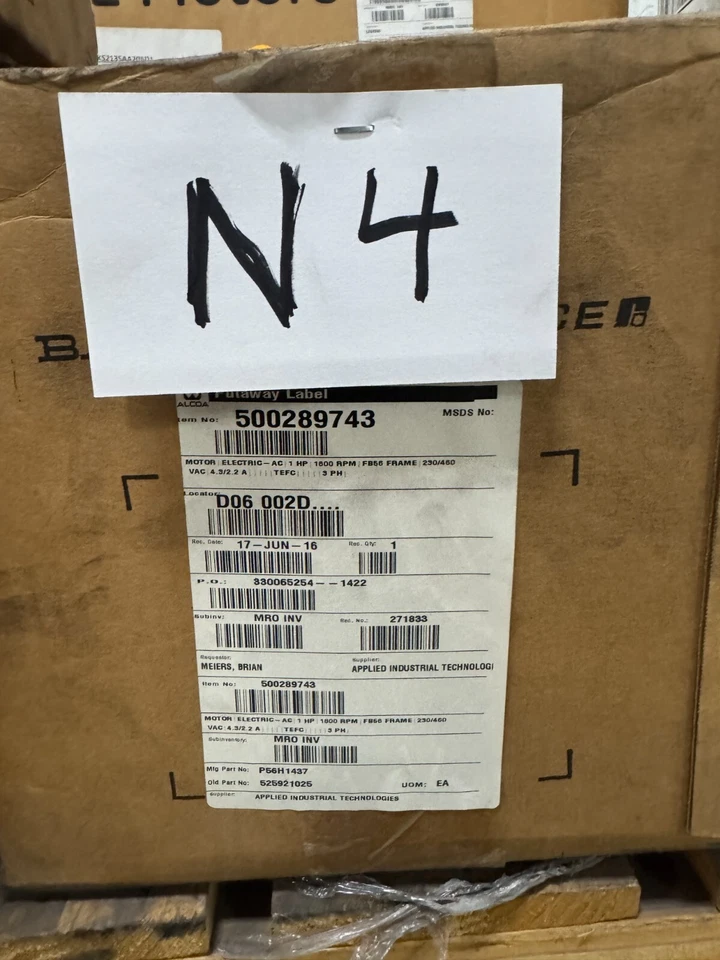 Motors
N4
B
CE
ALCOA
Putaway Label
Item No: 500289743
MSDS No:
MOTOR|ELECTRIC-AC|1 HP|1800 RPM|FB56 FRAME|230/460
VAC|4.3/2.2 A||||||TEFC||||||3 PH|
Locator:
D06 002D....
Rec. Date: 17-JUN-16 Rec. Qty: 1
P.O.: 330065254--1422
Subinv: MRO INV Rec. No.: 271833
Requestor: Supplier:
MEIERS, BRIAN APPLIED INDUSTRIAL TECHNOLOGI
Item No: 500289743
MOTOR|ELECTRIC-AC|1 HP|1800 RPM|FB56 FRAME|230/460
VAC|4.3/2.2 A||||||TEFC||||||3 PH|
Subinventory: MRO INV
Mfg Part No: P56H1437
Old Part No: 525921025 UOM: EA
Supplier: APPLIED INDUSTRIAL TECHNOLOGIES